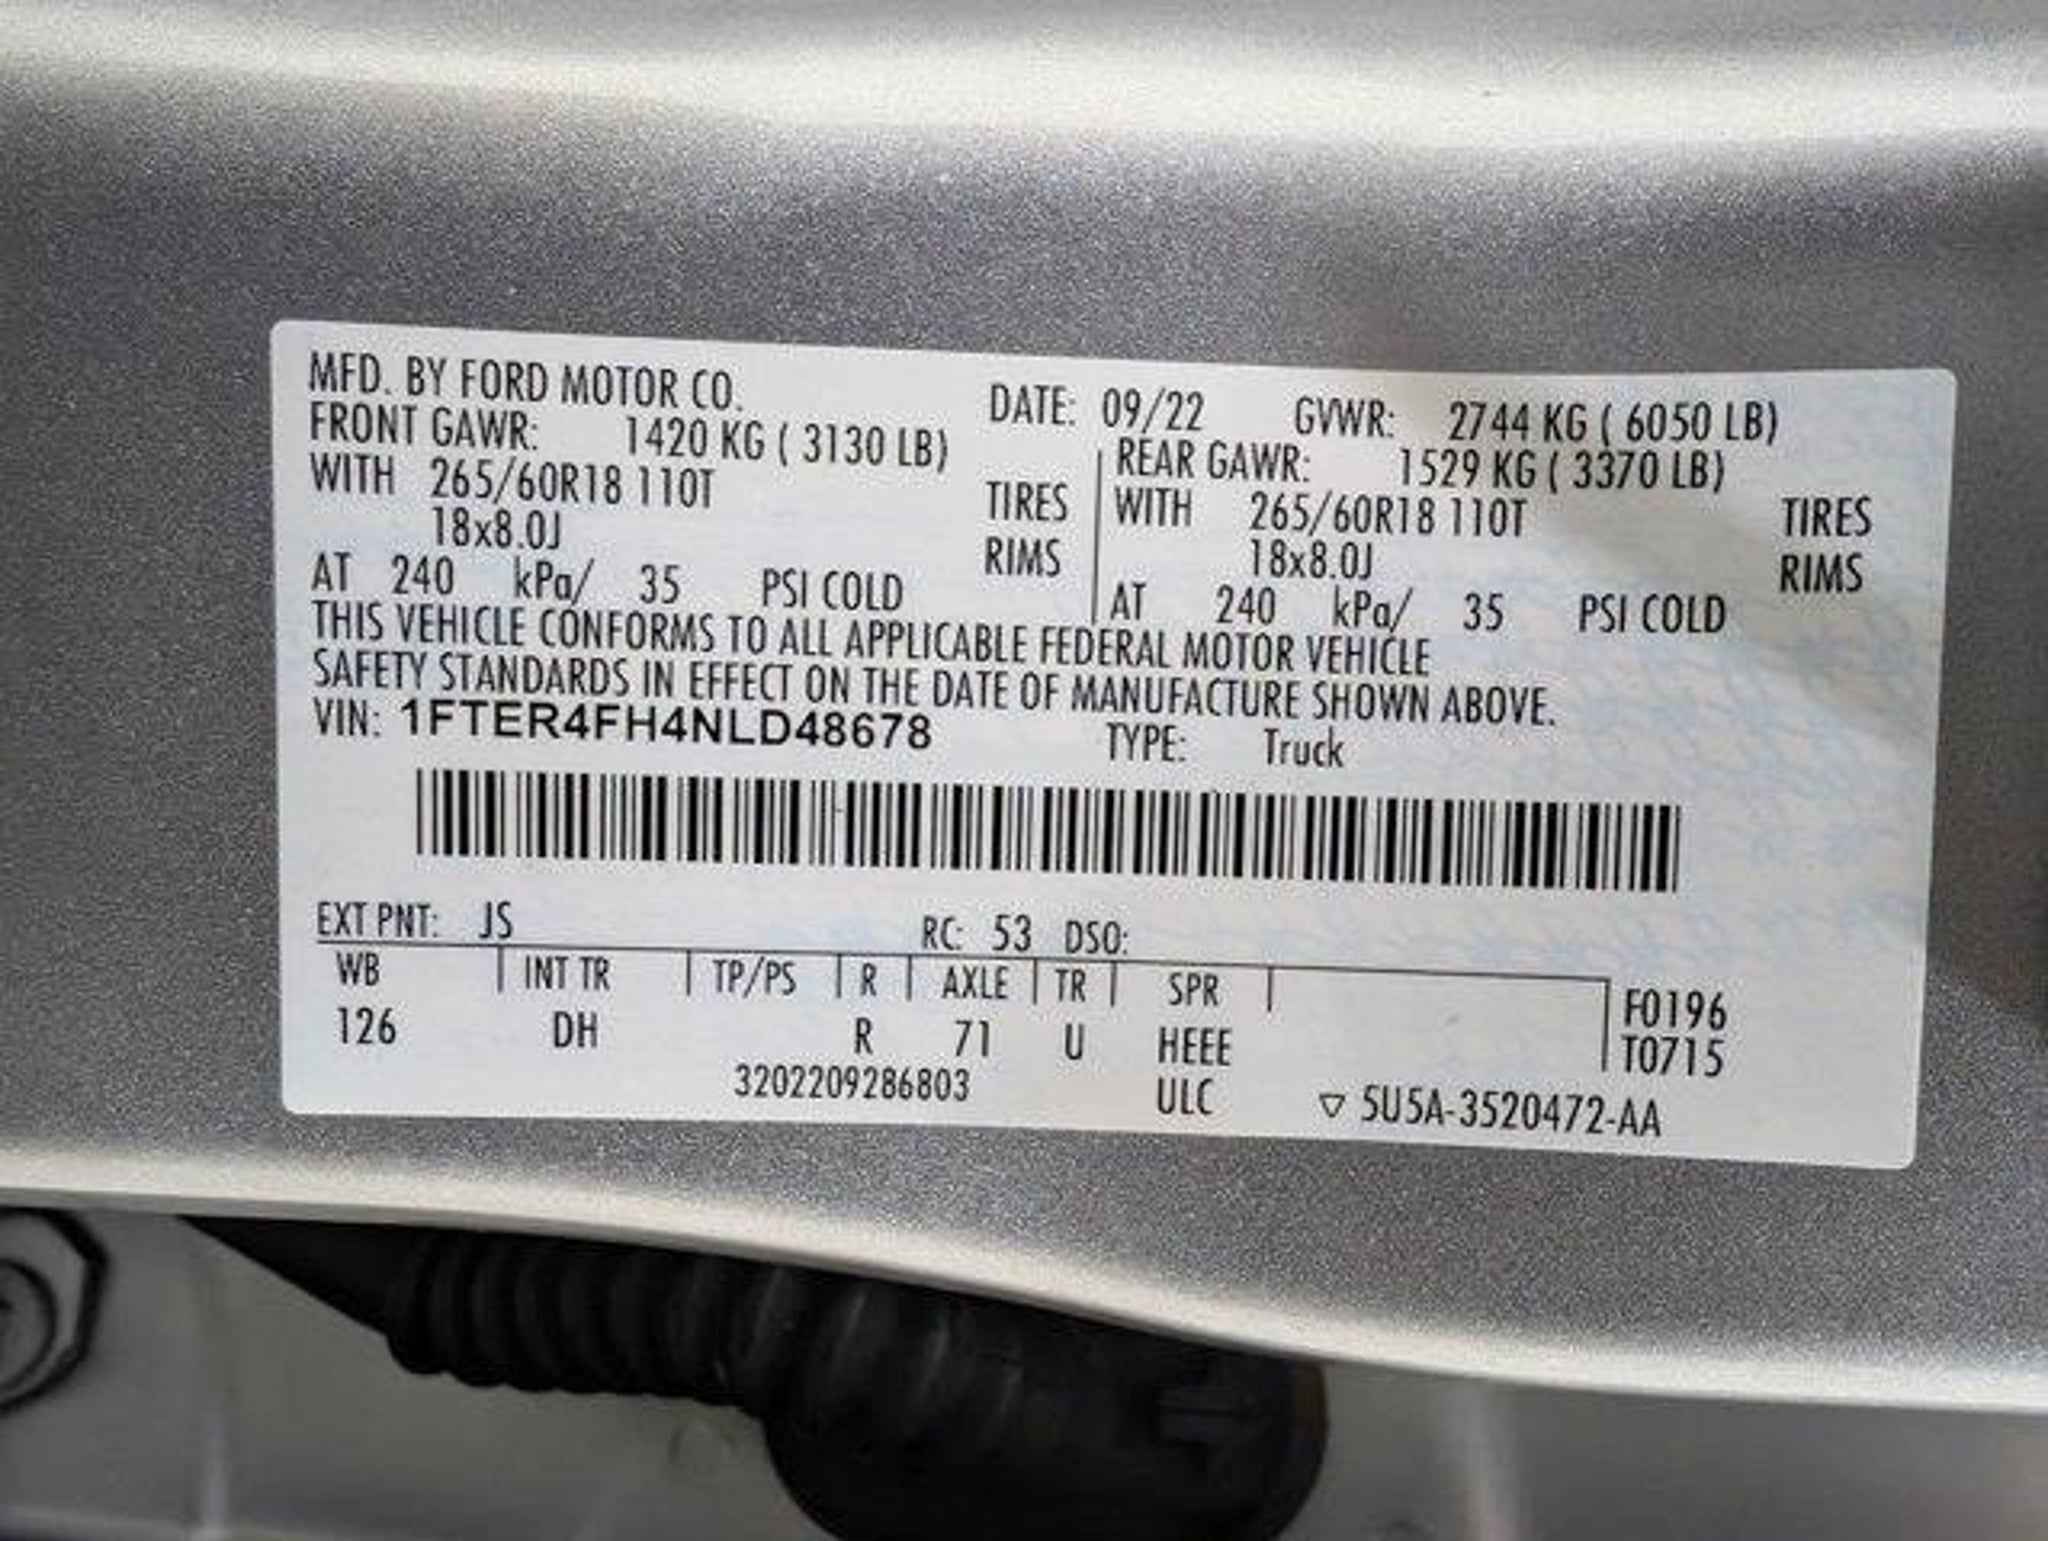 MFD. BY FORD MOTOR CO. DATE: 09/22 GVWR: 2744 KG ( 6050 LB)
FRONT GAWR: 1420 KG ( 3130 LB) REAR GAWR: 1529 KG ( 3370 LB)
WITH 265/60R18 110T TIRES WITH 265/60R18 110T TIRES
18x8.0J RIMS 18x8.0J RIMS
AT 240 kPa/ 35 PSI COLD AT 240 kPa/ 35 PSI COLD
THIS VEHICLE CONFORMS TO ALL APPLICABLE FEDERAL MOTOR VEHICLE
SAFETY STANDARDS IN EFFECT ON THE DATE OF MANUFACTURE SHOWN ABOVE.
VIN: 1FTER4FH4NLD48678 TYPE: Truck
EXT PNT: JS RC: 53 DSO:
WB INT TR TP/PS R AXLE TR SPR F0196
126 DH R 71 U HEEE T0715
3202209286803 ULC ▽ 5U5A-3520472-AA